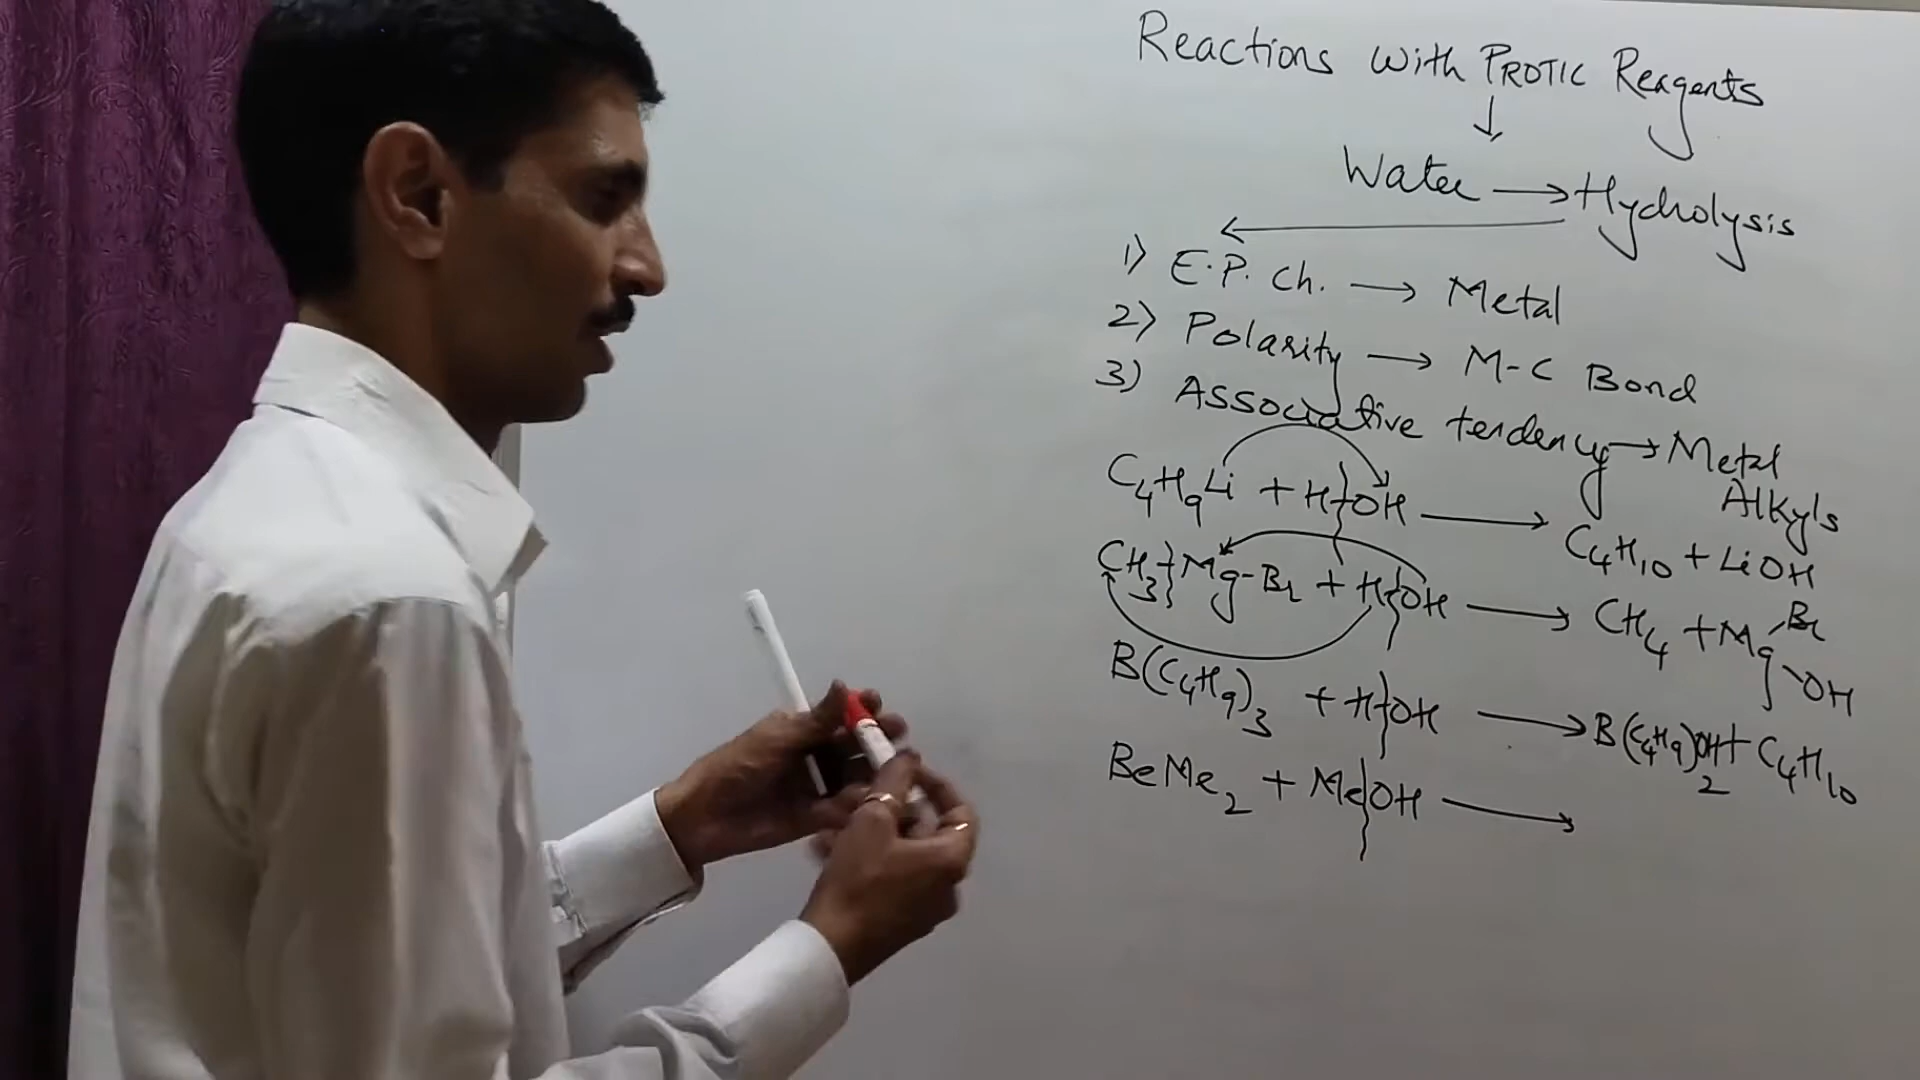 Reactions with PROTIC Reagents
↓
Water → Hydrolysis
1) E.P. Ch. → Metal
2) Polarity → M-C Bond
3) Associative tendency → Metal Alkyls
C₄H₉Li + H-OH → C₄H₁₀ + LiOH
CH₃-Mg-Br + H-OH → CH₄ + Mg Br OH
B(C₄H₉)₃ + H-OH → B(C₄H₉)₂OH + C₄H₁₀
BeMe₂ + MeOH →